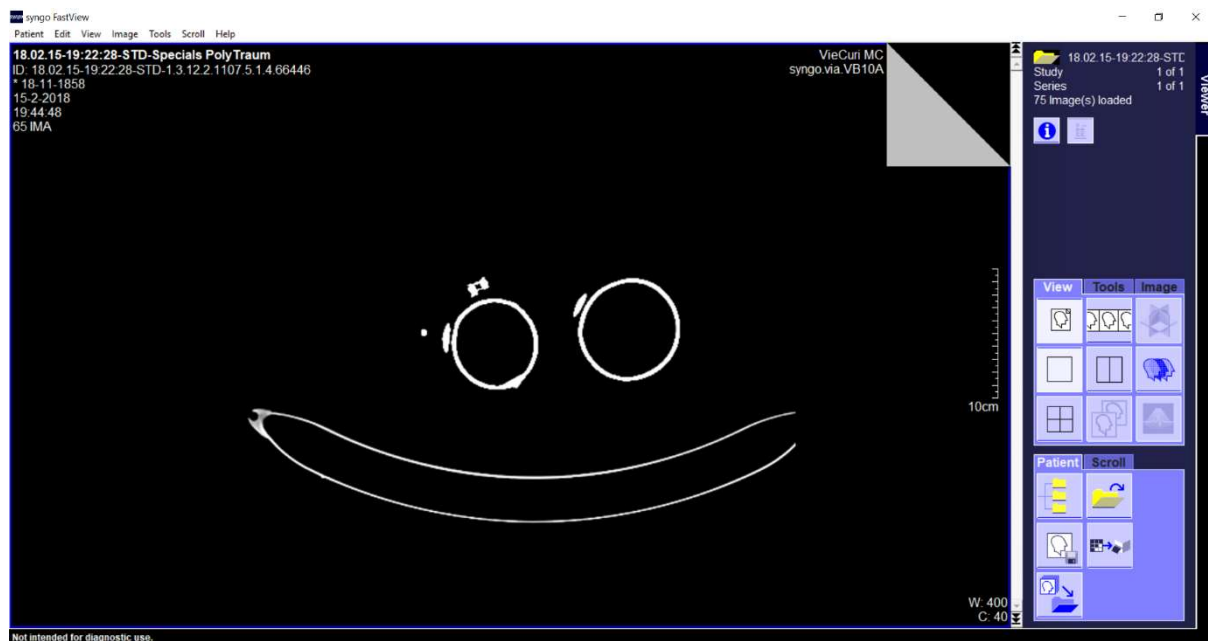 syngo FastView
Patient Edit View Image Tools Scroll Help
18.02.15-19:22:28-STD-Specials PolyTraum
ID: 18.02.15-19:22:28-STD-1.3.12.2.1107.5.1.4.66446
* 18-11-1858
15-2-2018
19:44:48
65 IMA
VieCuri MC
syngo.via.VB10A
10cm
W: 400
C: 40
Not intended for diagnostic use.
18.02.15-19:22:28-STD
Study 1 of 1
Series 1 of 1
75 Image(s) loaded
Viewer
View Tools Image
Patient Scroll